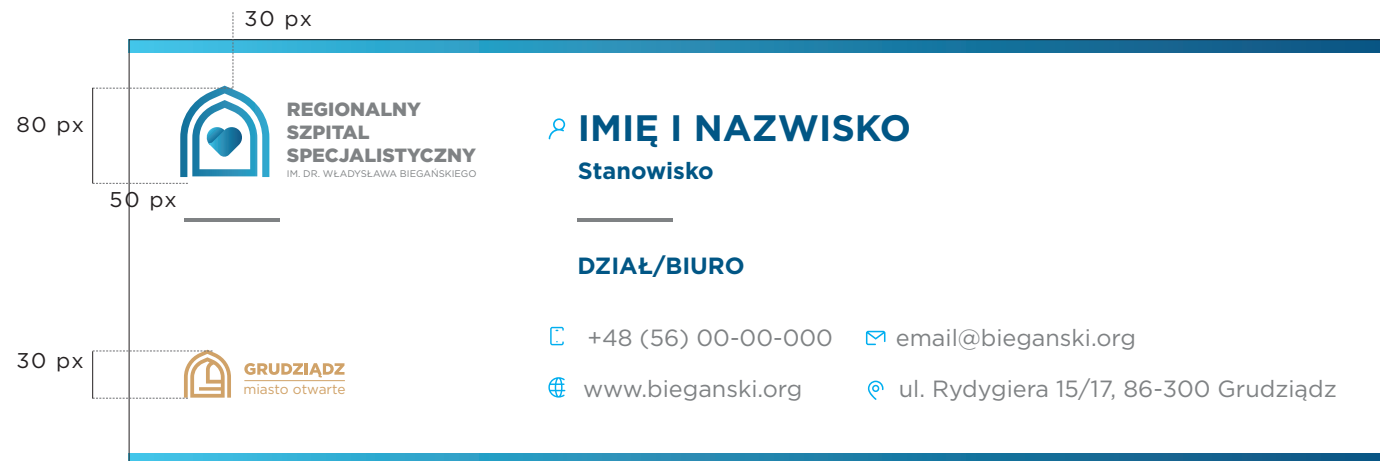 30 px
80 px
REGIONALNY
SZPITAL
SPECJALISTYCZNY
IM. DR. WŁADYSŁAWA BIEGAŃSKIEGO
50 px
IMIĘ I NAZWISKO
Stanowisko
DZIAŁ/BIURO
+48 (56) 00-00-000
email@bieganski.org
30 px
GRUDZIĄDZ
miasto otwarte
www.bieganski.org
ul. Rydygiera 15/17, 86-300 Grudziądz